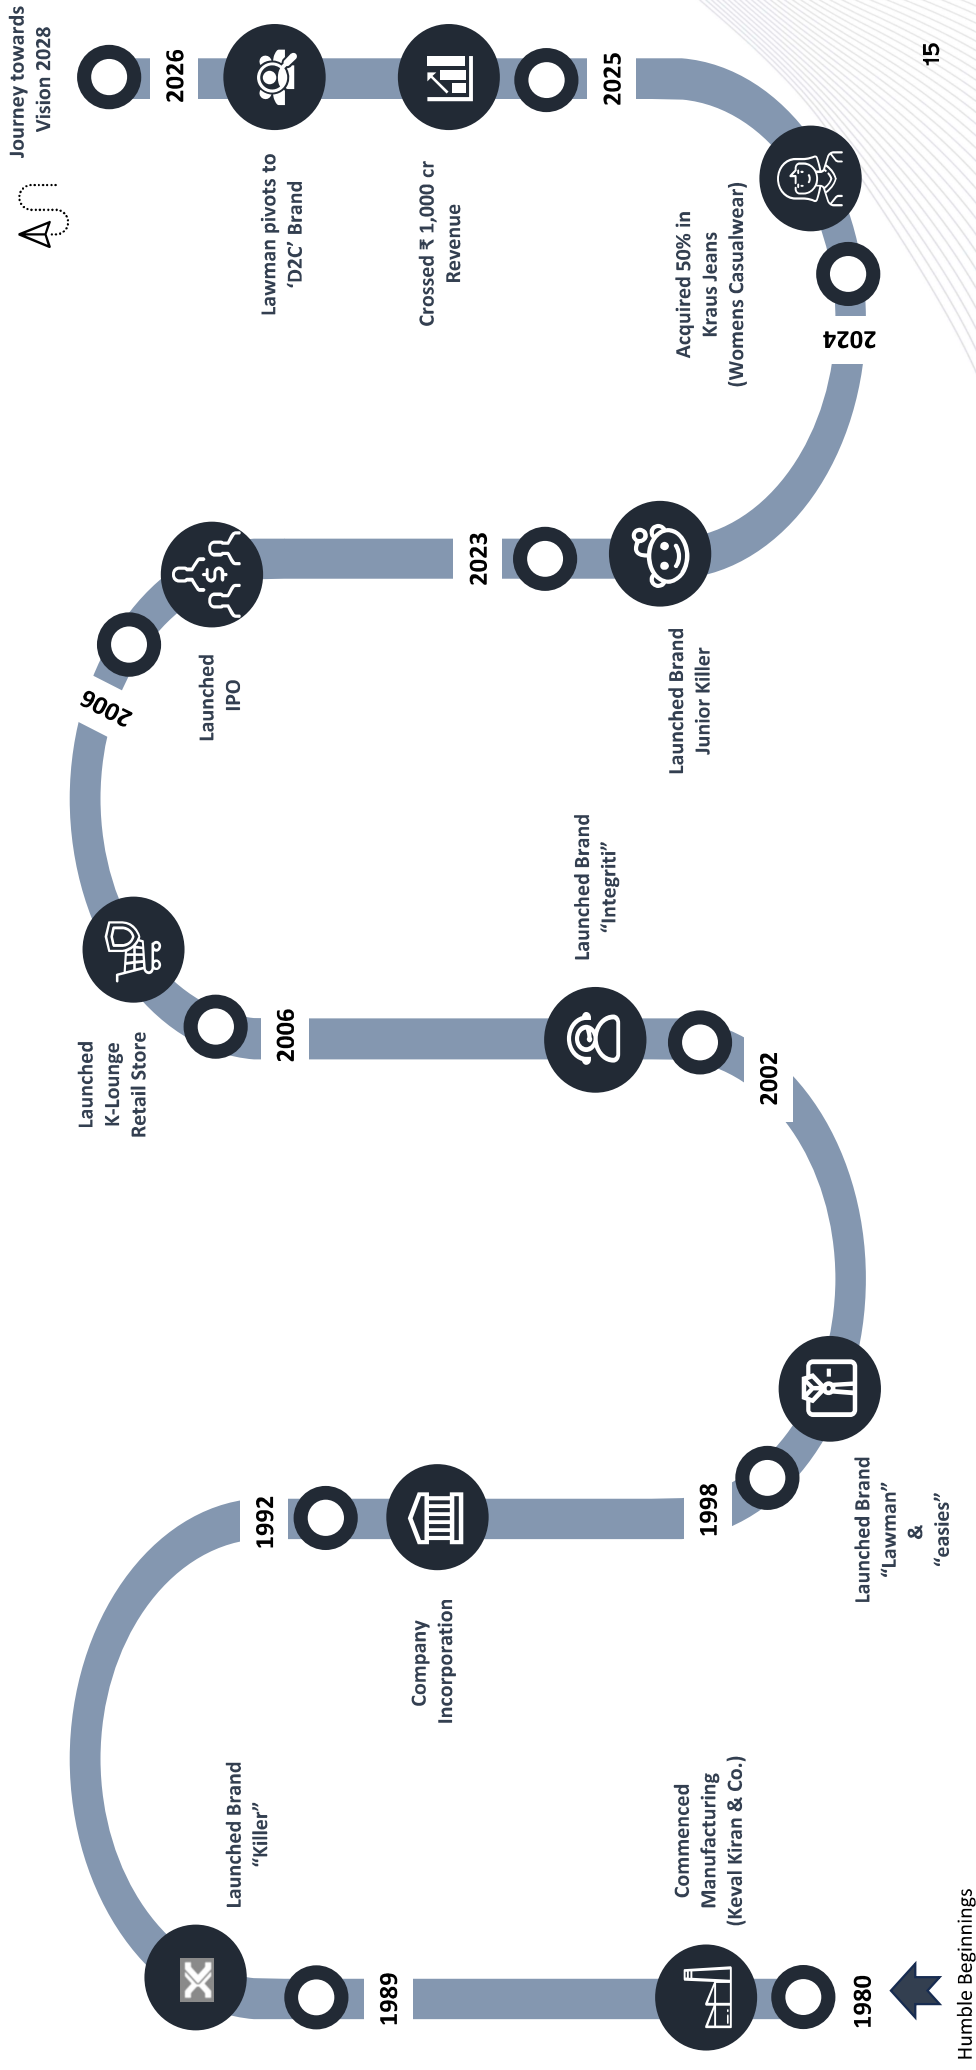 Humble Beginnings
1980
Commenced
Manufacturing
(Keval Kiran & Co.)
1989
Launched Brand
“Killer”
1992
Company
Incorporation
1998
Launched Brand
“Lawman”
&
“easies”
2002
Launched Brand
“Integriti”
2006
Launched
K-Lounge
Retail Store
2006
Launched
IPO
2023
Launched Brand
Junior Killer
2024
Acquired 50% in
Kraus Jeans
(Womens Casualwear)
2025
Crossed ₹ 1,000 cr
Revenue
Lawman pivots to
‘D2C’ Brand
2026
Journey towards
Vision 2028
15